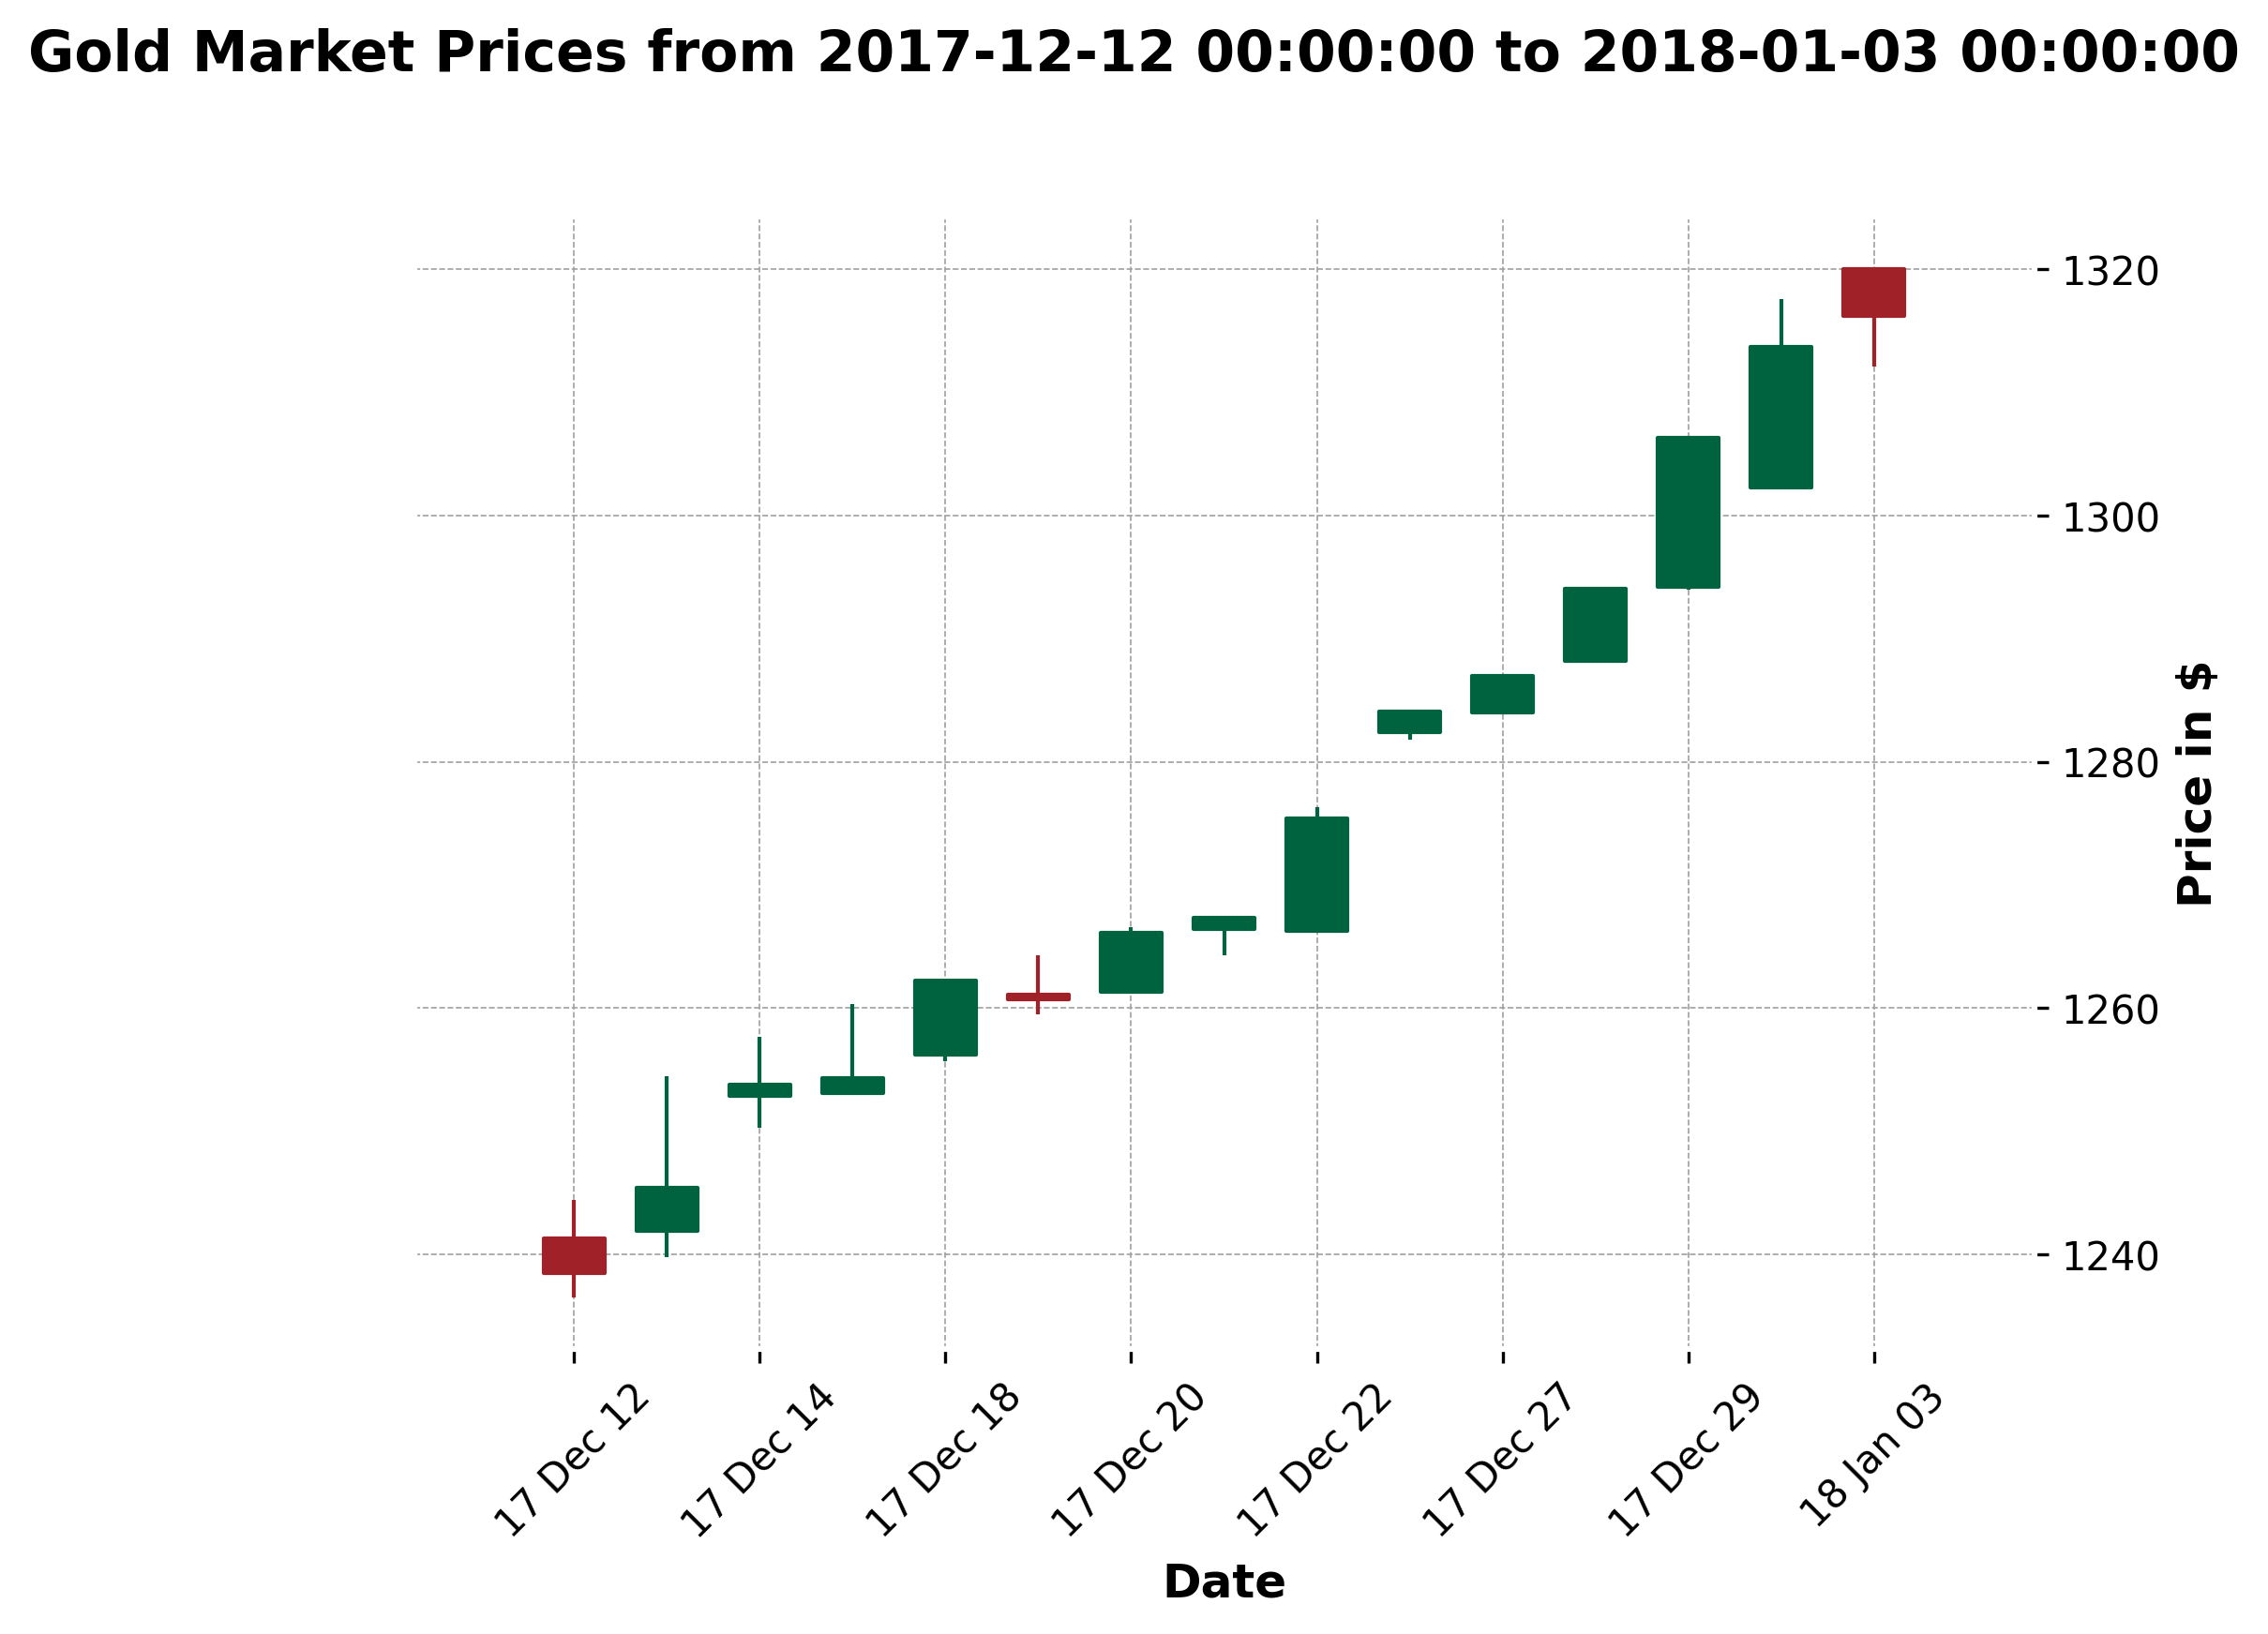 Gold Market Prices from 2017-12-12 00:00:00 to 2018-01-03 00:00:00
1320
1300
1280
1260
1240
Price in $
17 Dec 12
17 Dec 14
17 Dec 18
17 Dec 20
17 Dec 22
17 Dec 27
17 Dec 29
18 Jan 03
Date